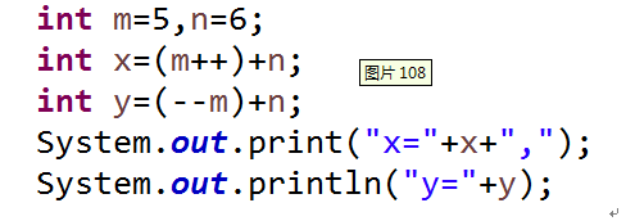 int m=5,n=6;
int x=(m++)+n;
图片 108
int y=(--m)+n;
System.out.print("x="+x+",");
System.out.println("y="+y);